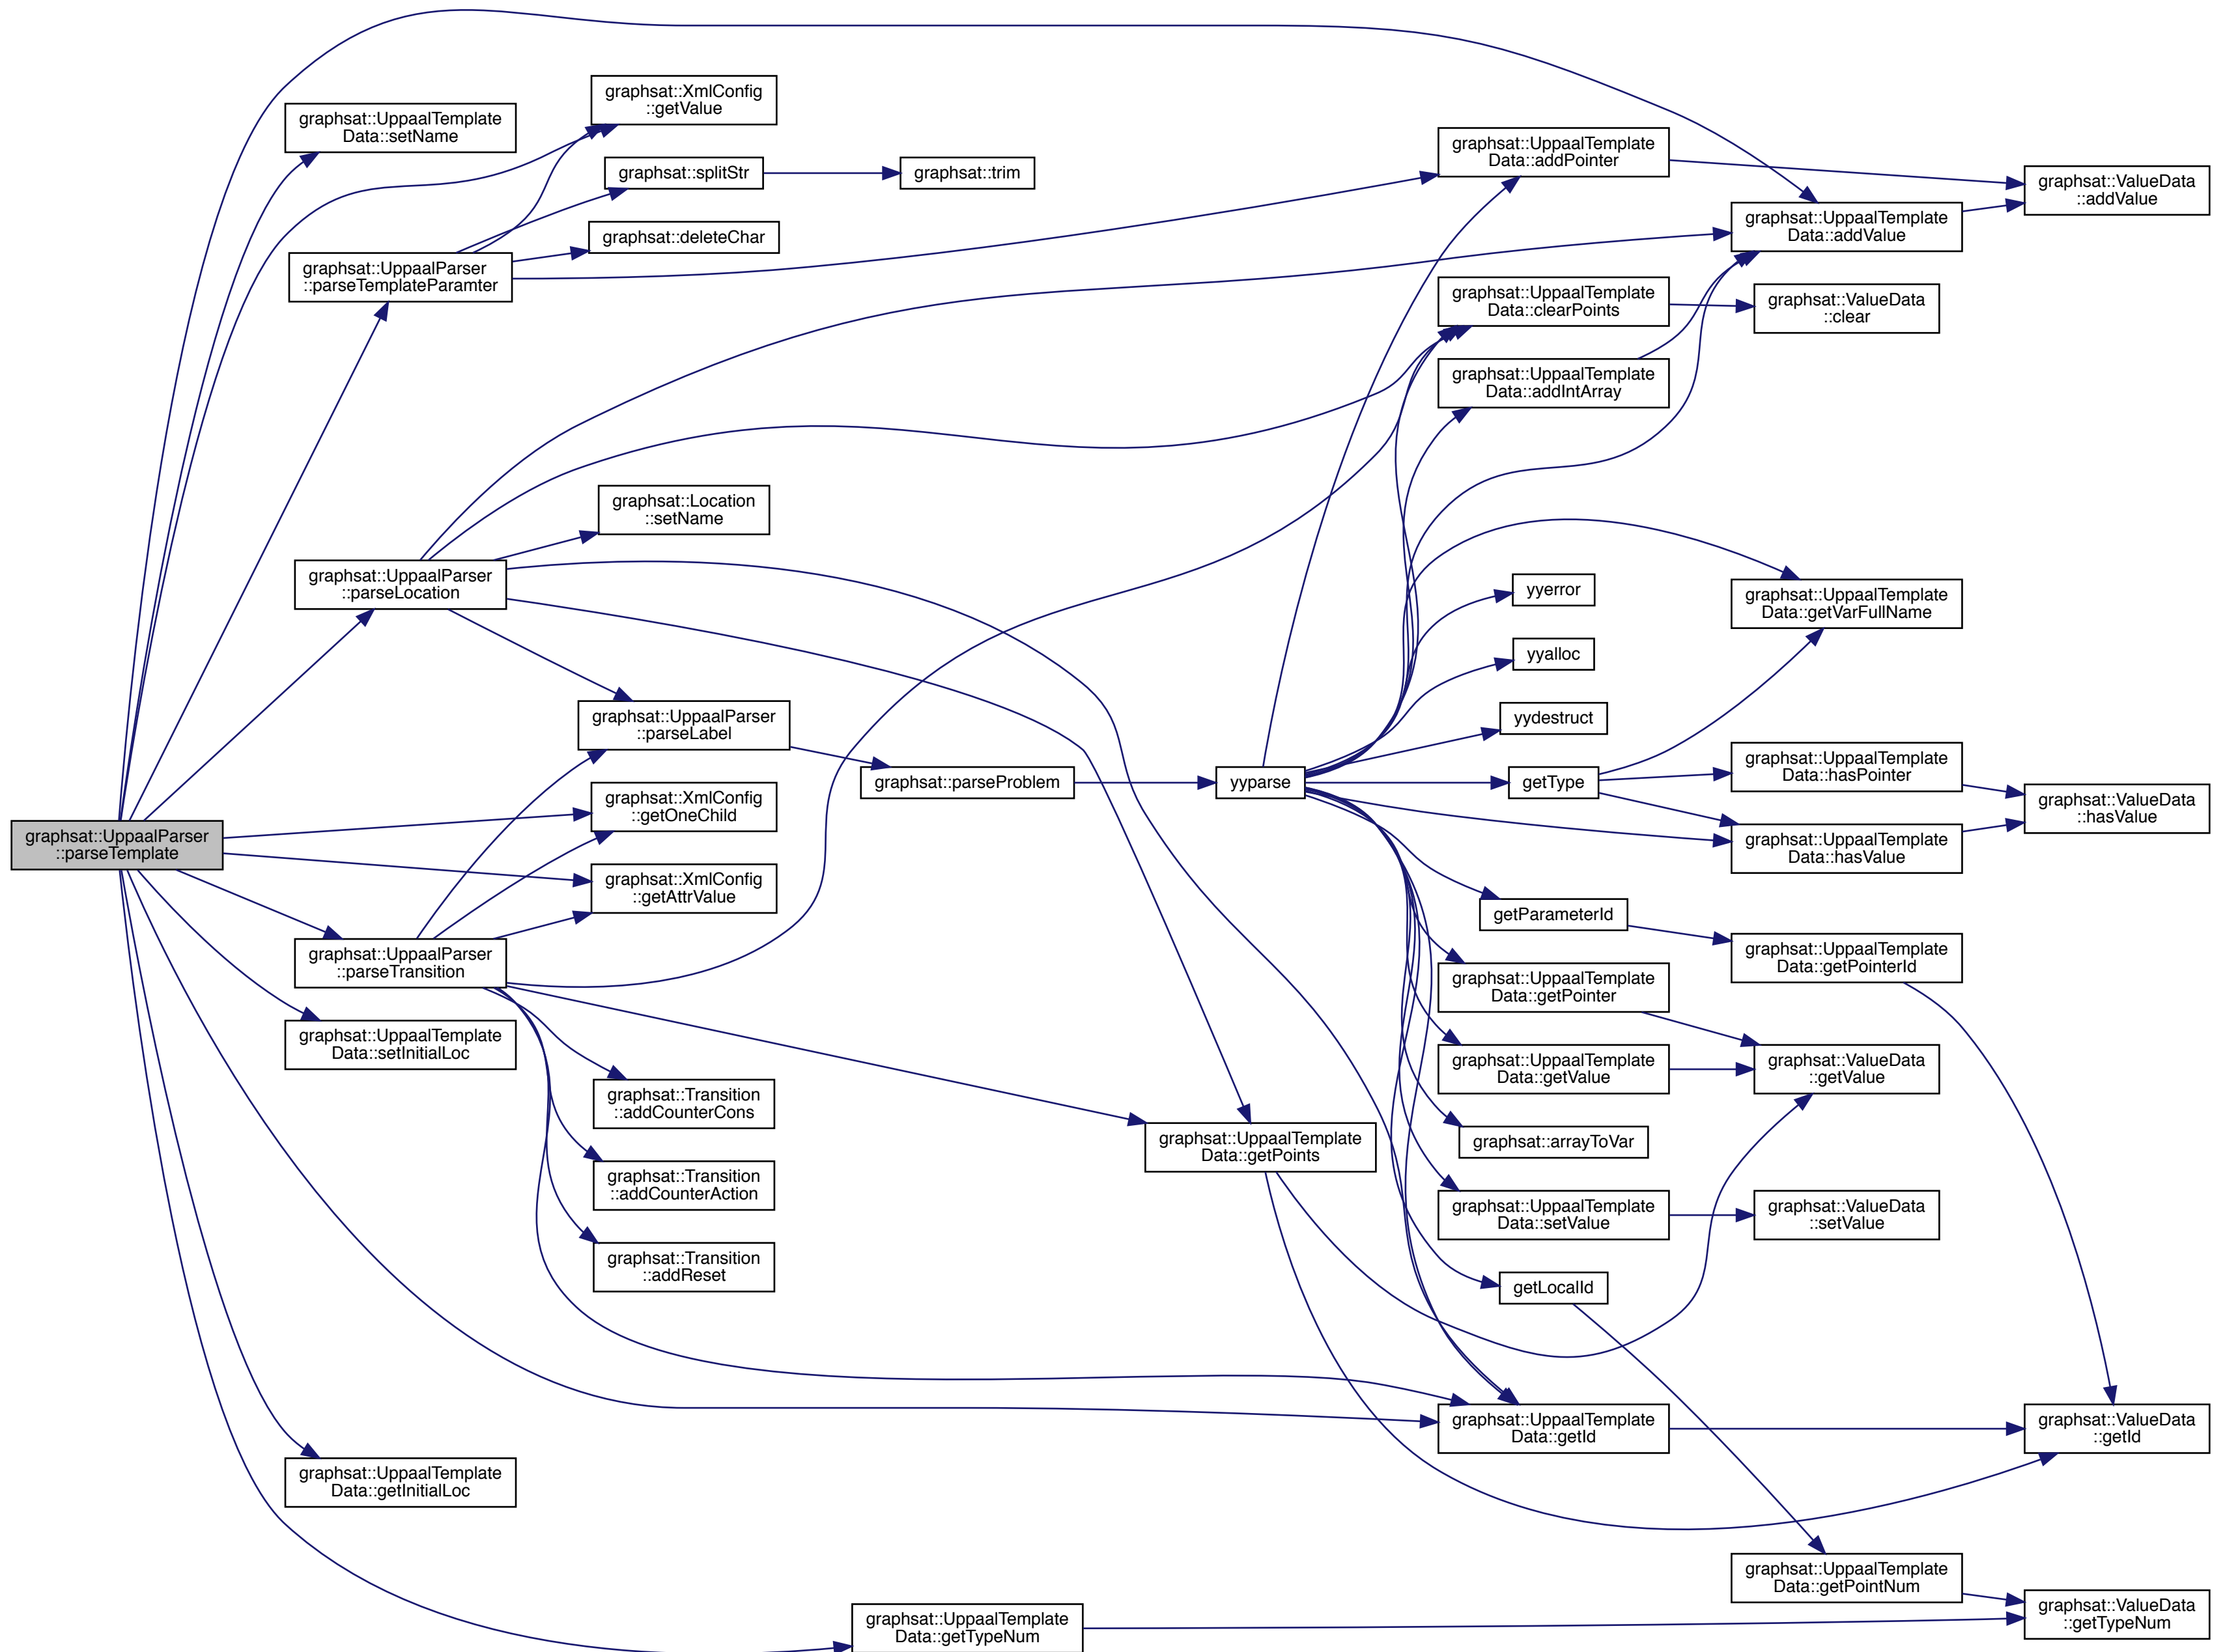 graphsat::XmlConfig
::getValue
graphsat::UppaalTemplate
Data::setName
graphsat::UppaalTemplate
Data::addPointer
graphsat::splitStr
graphsat::trim
graphsat::ValueData
::addValue
graphsat::UppaalTemplate
Data::addValue
graphsat::deleteChar
graphsat::UppaalParser
::parseTemplateParamter
graphsat::UppaalTemplate
Data::clearPoints
graphsat::ValueData
::clear
graphsat::UppaalTemplate
Data::addIntArray
graphsat::Location
::setName
graphsat::UppaalParser
::parseLocation
yyerror
graphsat::UppaalTemplate
Data::getVarFullName
yyalloc
graphsat::UppaalParser
::parseLabel
yydestruct
graphsat::UppaalTemplate
Data::hasPointer
graphsat::parseProblem
yyparse
getType
graphsat::XmlConfig
::getOneChild
graphsat::ValueData
::hasValue
graphsat::UppaalParser
::parseTemplate
graphsat::UppaalTemplate
Data::hasValue
graphsat::XmlConfig
::getAttrValue
getParameterId
graphsat::UppaalParser
::parseTransition
graphsat::UppaalTemplate
Data::getPointerId
graphsat::UppaalTemplate
Data::getPointer
graphsat::UppaalTemplate
Data::setInitialLoc
graphsat::UppaalTemplate
Data::getValue
graphsat::ValueData
::getValue
graphsat::Transition
::addCounterCons
graphsat::UppaalTemplate
Data::getPoints
graphsat::arrayToVar
graphsat::Transition
::addCounterAction
graphsat::UppaalTemplate
Data::setValue
graphsat::ValueData
::setValue
graphsat::Transition
::addReset
getLocalId
graphsat::UppaalTemplate
Data::getId
graphsat::ValueData
::getId
graphsat::UppaalTemplate
Data::getInitialLoc
graphsat::UppaalTemplate
Data::getPointNum
graphsat::ValueData
::getTypeNum
graphsat::UppaalTemplate
Data::getTypeNum